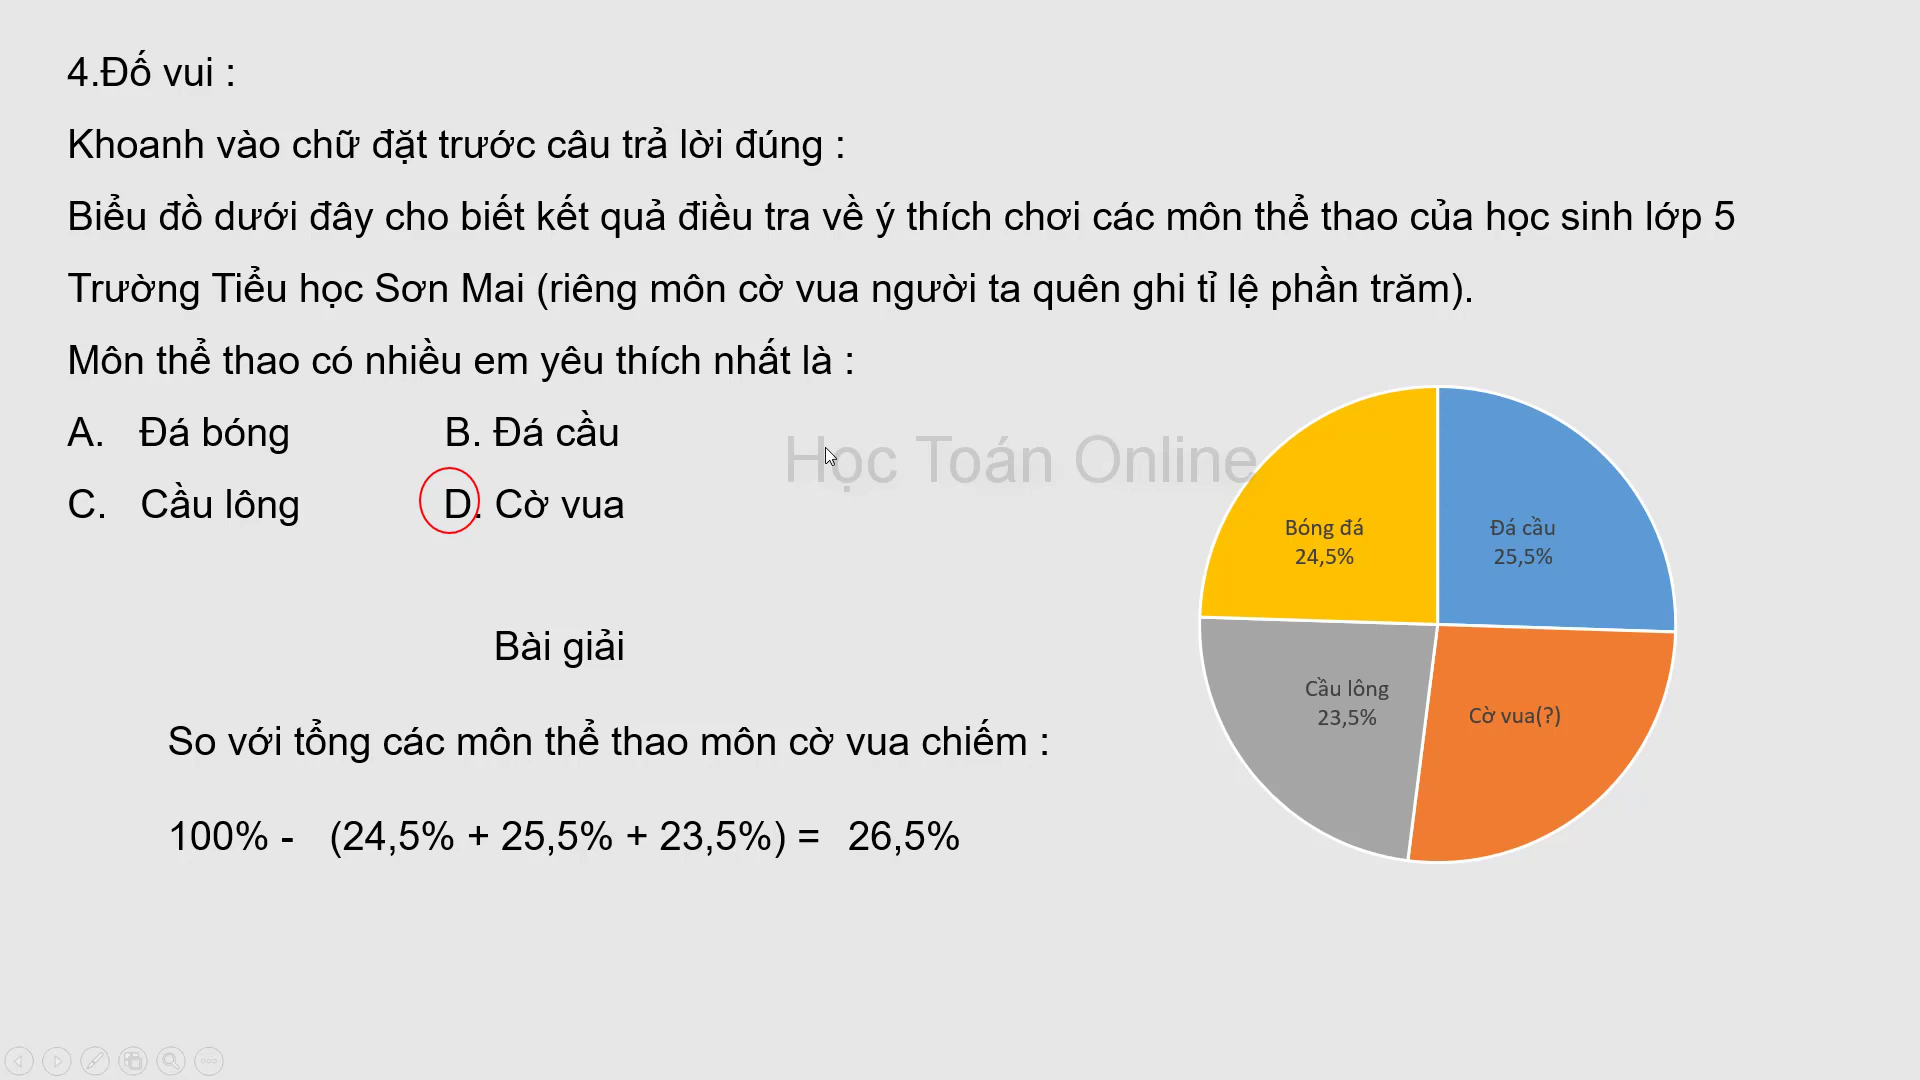 4.Đố vui :
Khoanh vào chữ đặt trước câu trả lời đúng :
Biểu đồ dưới đây cho biết kết quả điều tra về ý thích chơi các môn thể thao của học sinh lớp 5
Trường Tiểu học Sơn Mai (riêng môn cờ vua người ta quên ghi tỉ lệ phần trăm).
Môn thể thao có nhiều em yêu thích nhất là :
A. Đá bóng B. Đá cầu
C. Cầu lông D. Cờ vua
Học Toán Online
Bóng đá
24,5%
Đá cầu
25,5%
Cầu lông
23,5%
Cờ vua(?)
Bài giải
So với tổng các môn thể thao môn cờ vua chiếm :
100% - (24,5% + 25,5% + 23,5%) = 26,5%